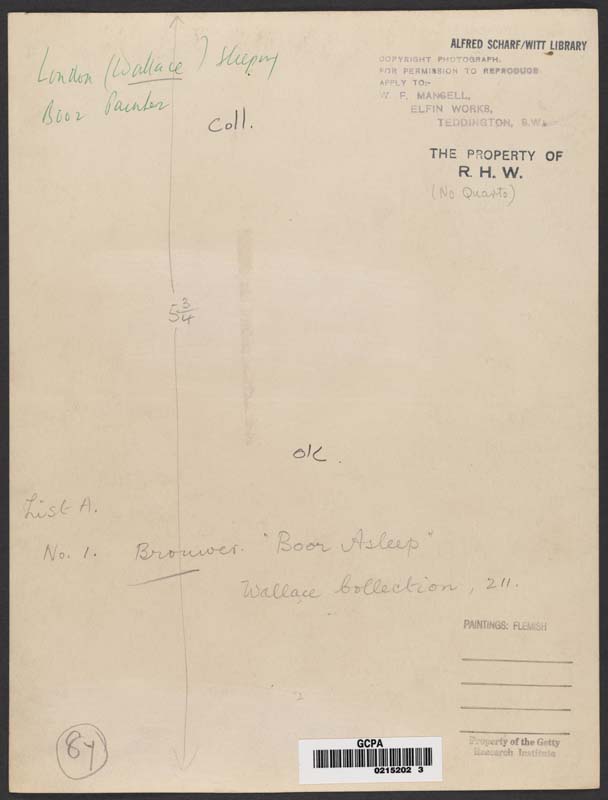 ALFRED SCHARF/WITT LIBRARY
COPYRIGHT PHOTOGRAPH.
FOR PERMISSION TO REPRODUCE
APPLY TO:-
W. F. MANSELL,
ELFIN WORKS,
TEDDINGTON, S.W.
London (Wallace) Sleeping
Boor Painter
Coll.
THE PROPERTY OF
R. H. W.
(No Quarto)
5 3/4
OK.
List A.
No. 1. Brouwer. "Boor Asleep"
Wallace Collection, 211.
PAINTINGS: FLEMISH
84
GCPA
0215202 3
Property of the Getty
Research Institute